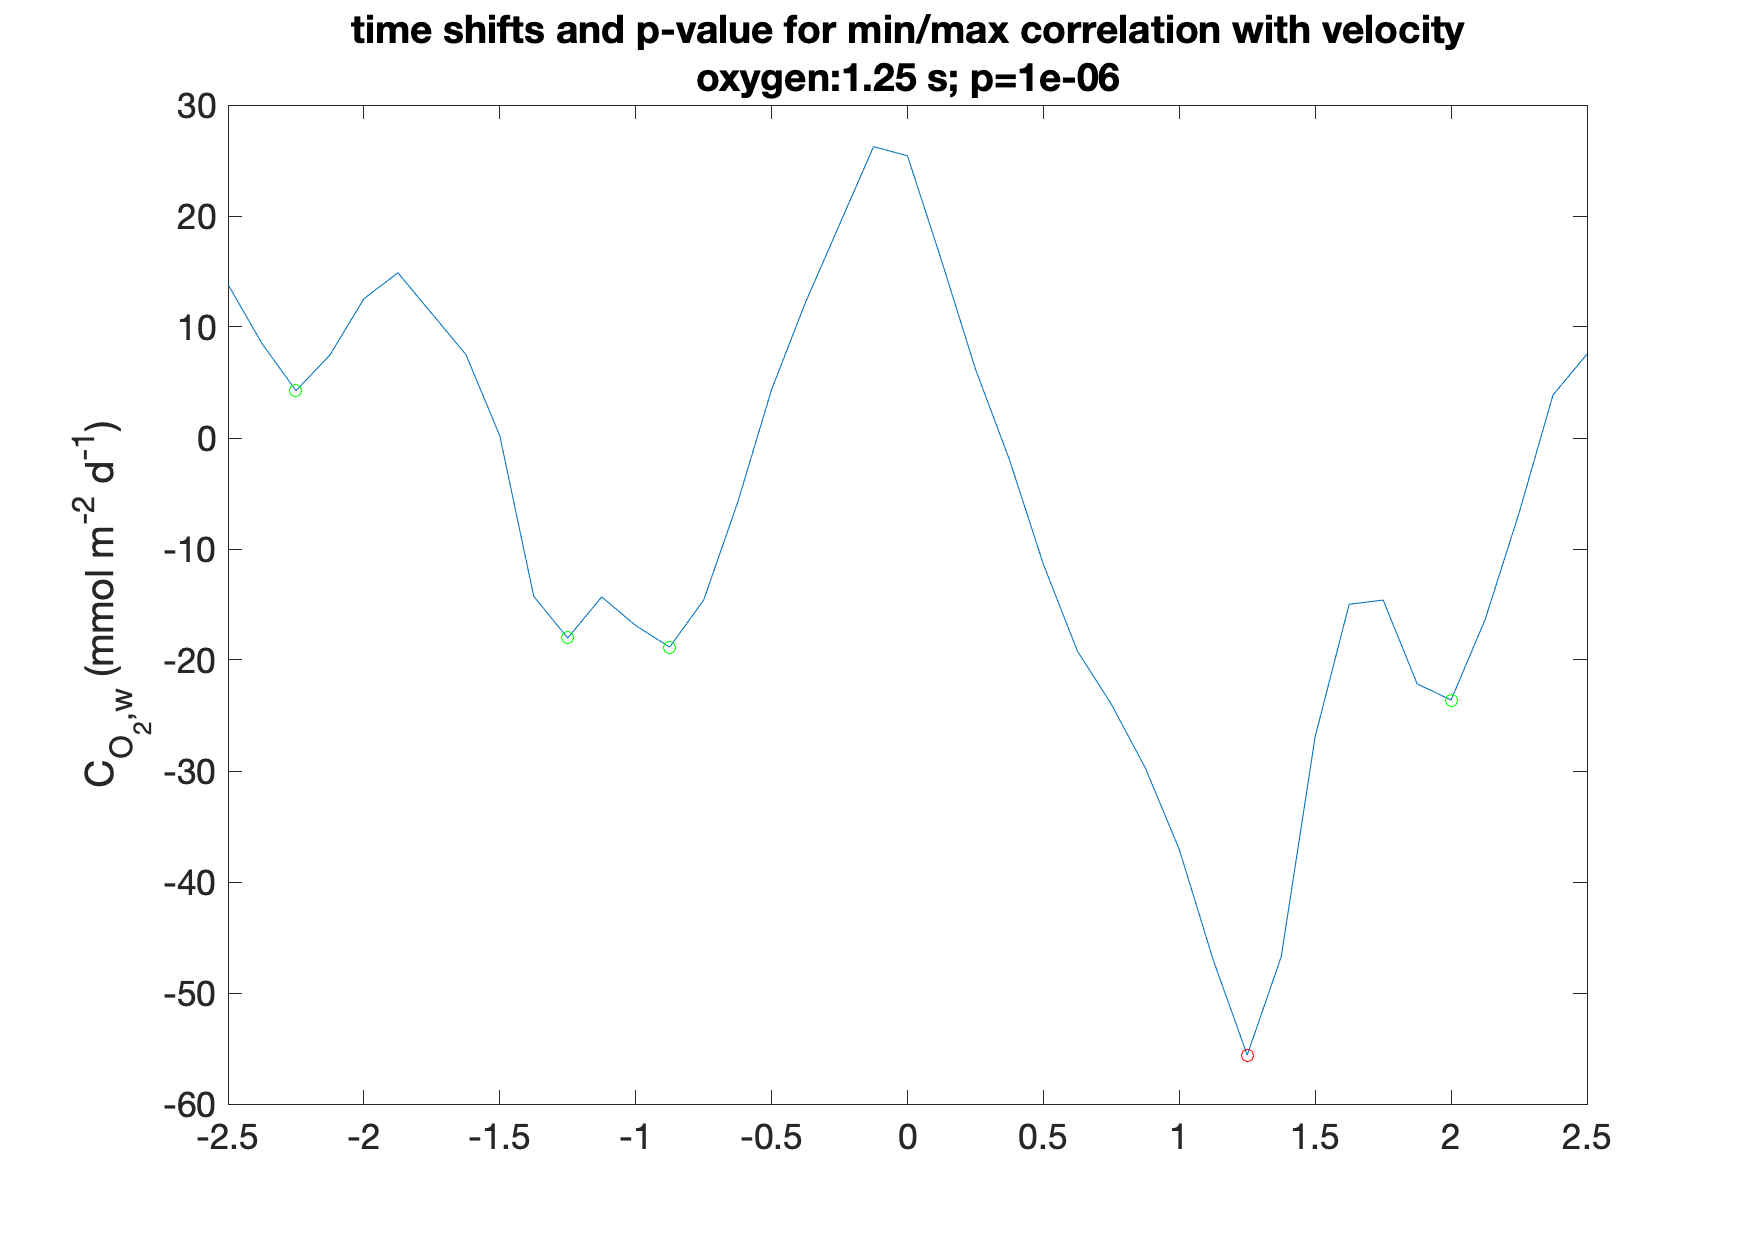 time shifts and p-value for min/max correlation with velocity
oxygen:1.25 s; p=1e-06
30
20
10
0
-10
-20
-30
-40
-50
-60
C_{O_2,w} (mmol m^{-2} d^{-1})
-2.5 -2 -1.5 -1 -0.5 0 0.5 1 1.5 2 2.5